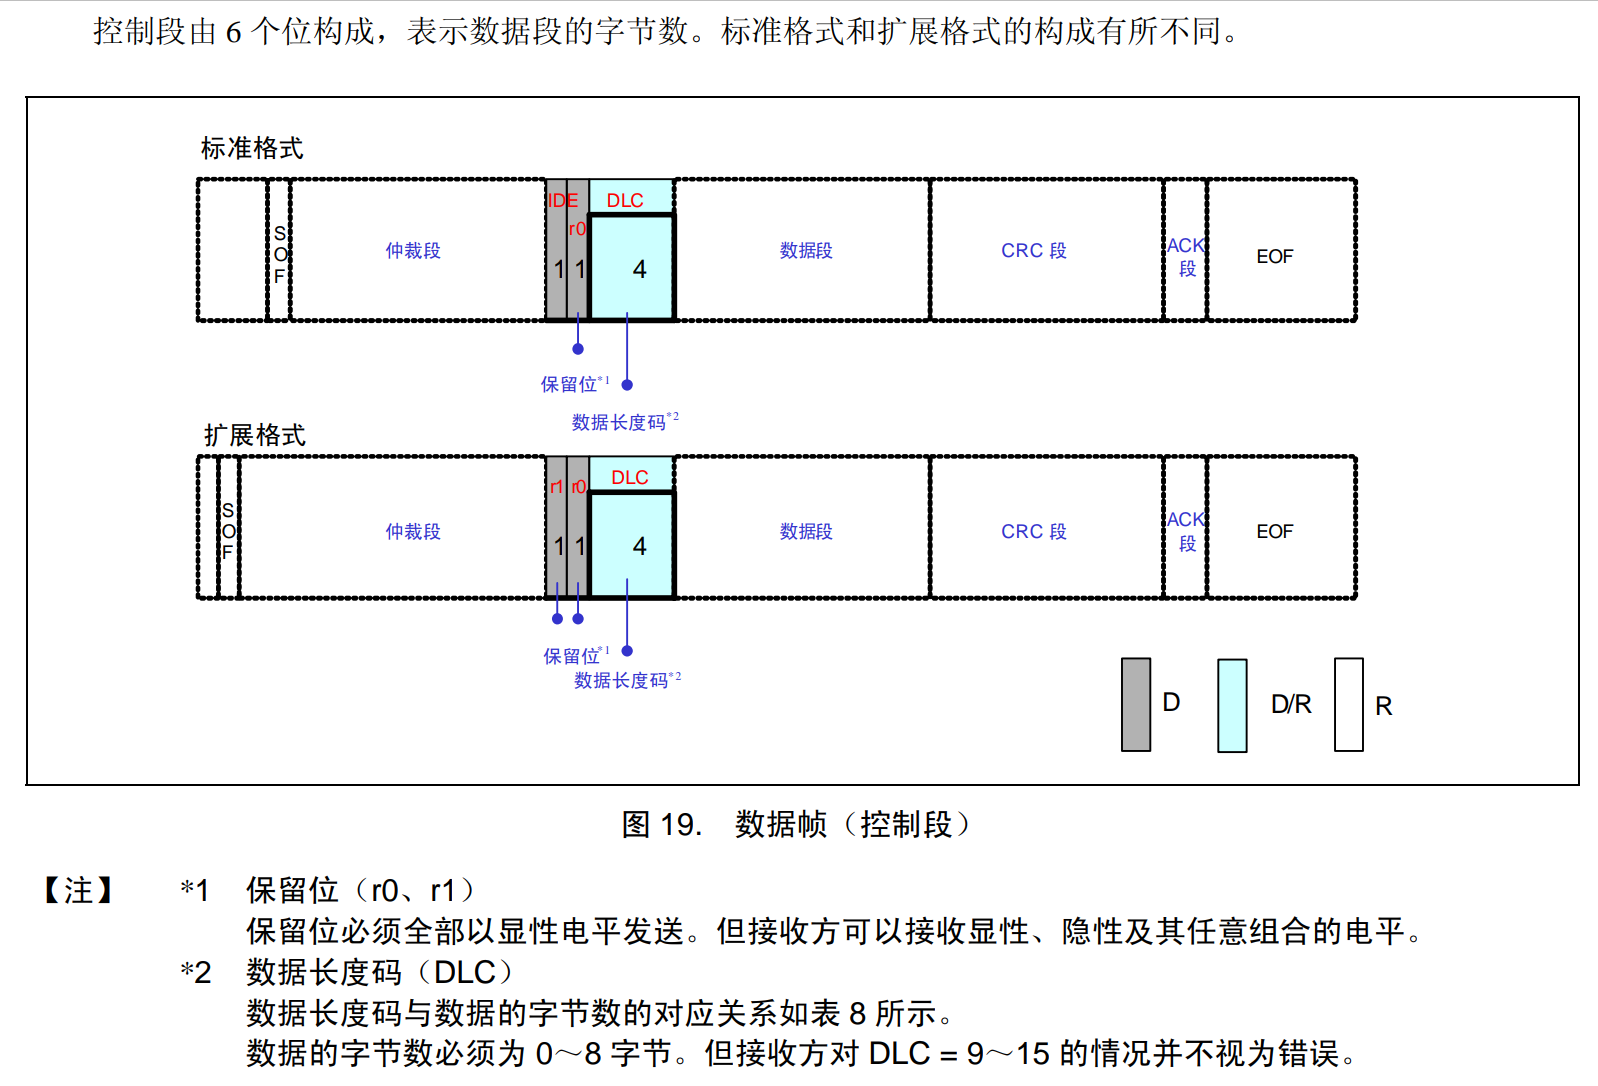 控制段由 6 个位构成，表示数据段的字节数。标准格式和扩展格式的构成有所不同。
标准格式
SOF
仲裁段
IDE
r0
DLC
1
1
4
数据段
CRC 段
ACK
段
EOF
保留位*1
数据长度码*2
扩展格式
SOF
仲裁段
r1
r0
DLC
1
1
4
数据段
CRC 段
ACK
段
EOF
保留位*1
数据长度码*2
D
D/R
R
图 19. 数据帧（控制段）
【注】 *1 保留位（r0、r1）
保留位必须全部以显性电平发送。但接收方可以接收显性、隐性及其任意组合的电平。
*2 数据长度码（DLC）
数据长度码与数据的字节数的对应关系如表 8 所示。
数据的字节数必须为 0～8 字节。但接收方对 DLC = 9～15 的情况并不视为错误。